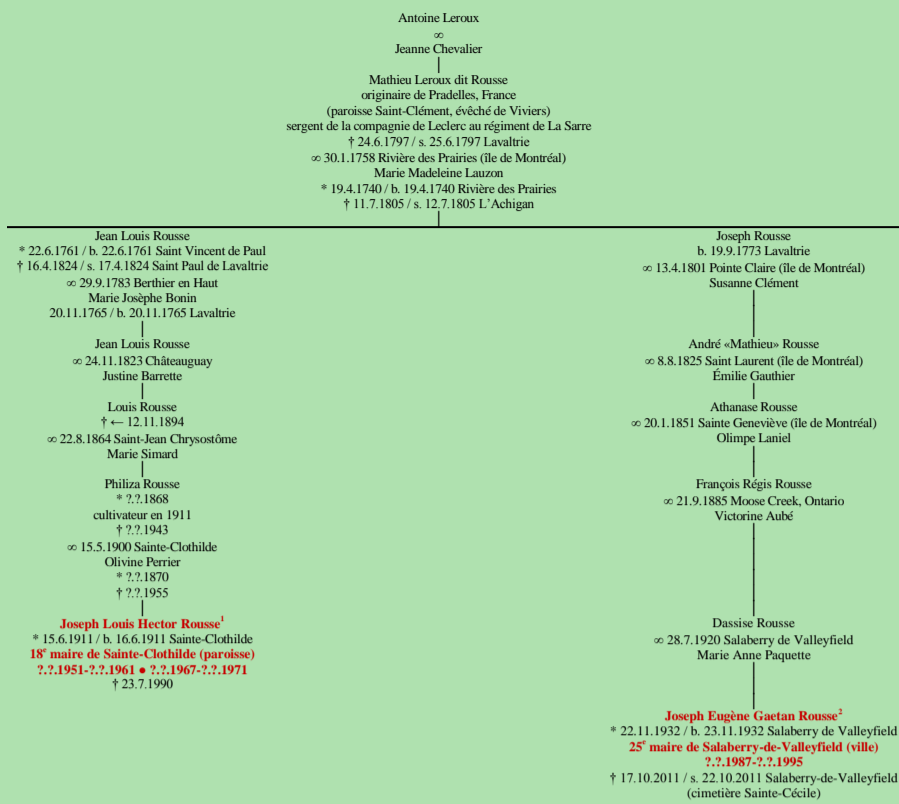 Antoine Leroux
∞
Jeanne Chevalier
Mathieu Leroux dit Rousse
originaire de Pradelles, France
(paroisse Saint-Clément, évêché de Viviers)
sergent de la compagnie de Leclerc au régiment de La Sarre
† 24.6.1797 / s. 25.6.1797 Lavaltrie
∞ 30.1.1758 Rivière des Prairies (île de Montréal)
Marie Madeleine Lauzon
* 19.4.1740 / b. 19.4.1740 Rivière des Prairies
† 11.7.1805 / s. 12.7.1805 L'Achigan
Jean Louis Rousse
* 22.6.1761 / b. 22.6.1761 Saint Vincent de Paul
† 16.4.1824 / s. 17.4.1824 Saint Paul de Lavaltrie
∞ 29.9.1783 Berthier en Haut
Marie Josèphe Bonin
20.11.1765 / b. 20.11.1765 Lavaltrie
Jean Louis Rousse
∞ 24.11.1823 Châteauguay
Justine Barrette
Louis Rousse
† ← 12.11.1894
∞ 22.8.1864 Saint-Jean Chrysostôme
Marie Simard
Philiza Rousse
* ?.?.1868
cultivateur en 1911
† ?.?.1943
∞ 15.5.1900 Sainte-Clothilde
Olivine Perrier
* ?.?.1870
† ?.?.1955
Joseph Louis Hector Rousse¹
* 15.6.1911 / b. 16.6.1911 Sainte-Clothilde
18e maire de Sainte-Clothilde (paroisse)
?.?.1951-?.?.1961 ● ?.?.1967-?.?.1971
† 23.7.1990
Joseph Rousse
b. 19.9.1773 Lavaltrie
∞ 13.4.1801 Pointe Claire (île de Montréal)
Susanne Clément
André «Mathieu» Rousse
∞ 8.8.1825 Saint Laurent (île de Montréal)
Émilie Gauthier
Athanase Rousse
∞ 20.1.1851 Sainte Geneviève (île de Montréal)
Olimpe Laniel
François Régis Rousse
∞ 21.9.1885 Moose Creek, Ontario
Victorine Aubé
Dassise Rousse
∞ 28.7.1920 Salaberry de Valleyfield
Marie Anne Paquette
Joseph Eugène Gaetan Rousse²
* 22.11.1932 / b. 23.11.1932 Salaberry de Valleyfield
25e maire de Salaberry-de-Valleyfield (ville)
?.?.1987-?.?.1995
† 17.10.2011 / s. 22.10.2011 Salaberry-de-Valleyfield
(cimetière Sainte-Cécile)